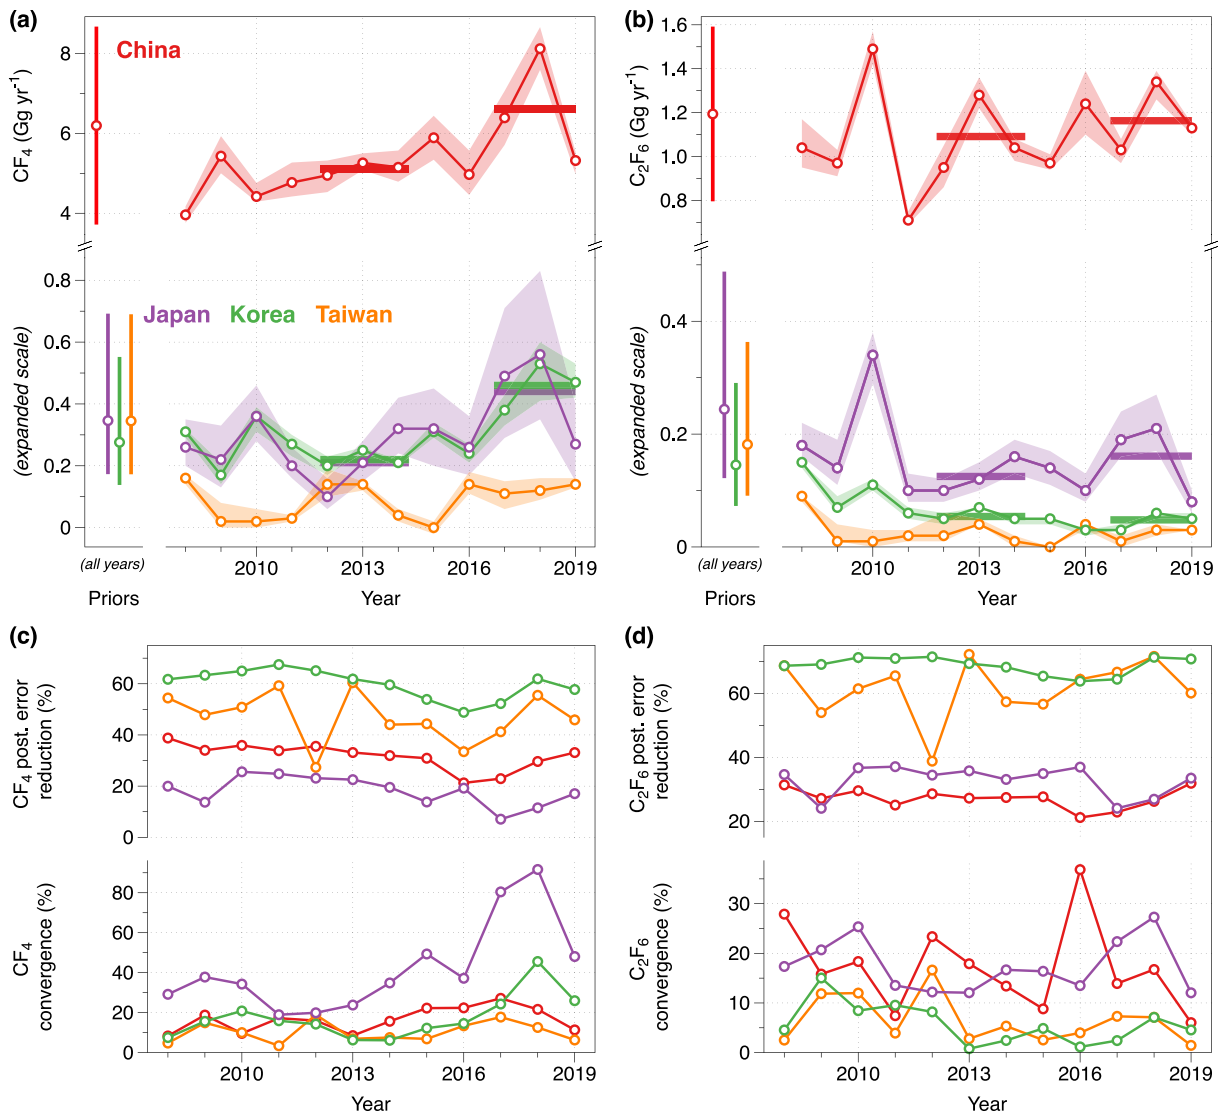 (a)
China
CF4 (Gg yr-1)
8
6
4
(expanded scale)
0.8
0.6
0.4
0.2
0
Japan Korea Taiwan
(all years)
Priors
2010 2013 2016 2019
Year
(b)
C2F6 (Gg yr-1)
1.6
1.4
1.2
1.0
0.8
(expanded scale)
0.4
0.2
0
(all years)
Priors
2010 2013 2016 2019
Year
(c)
CF4 post. error
reduction (%)
60
40
20
0
CF4
convergence (%)
80
60
40
20
0
2010 2013 2016 2019
Year
(d)
C2F6 post. error
reduction (%)
60
40
20
C2F6
convergence (%)
30
20
10
0
2010 2013 2016 2019
Year